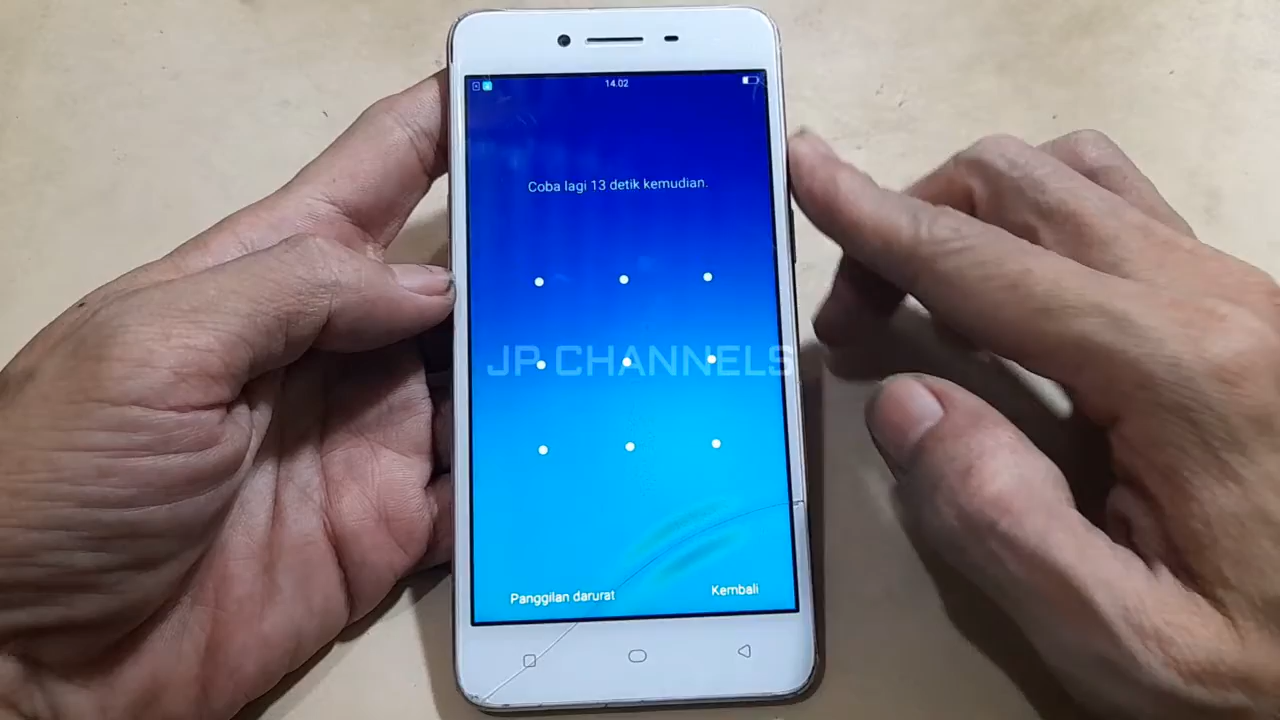 14.02
Coba lagi 13 detik kemudian.
JP CHANNELS
Panggilan darurat
Kembali